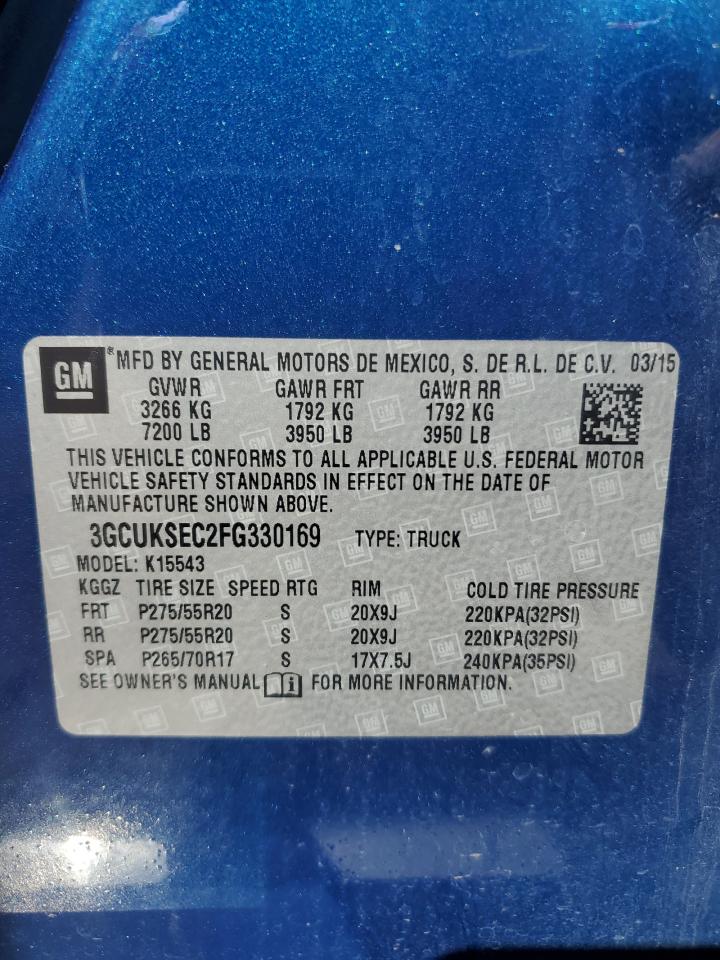 GM ®MFD BY GENERAL MOTORS DE MEXICO, S. DE R.L. DE C.V. 03/15
GVWR GAWR FRT GAWR RR
3266 KG 1792 KG 1792 KG
7200 LB 3950 LB 3950 LB
THIS VEHICLE CONFORMS TO ALL APPLICABLE U.S. FEDERAL MOTOR
VEHICLE SAFETY STANDARDS IN EFFECT ON THE DATE OF
MANUFACTURE SHOWN ABOVE.
3GCUKSEC2FG330169 TYPE: TRUCK
MODEL: K15543
KGGZ TIRE SIZE SPEED RTG RIM COLD TIRE PRESSURE
FRT P275/55R20 S 20X9J 220KPA(32PSI)
RR P275/55R20 S 20X9J 220KPA(32PSI)
SPA P265/70R17 S 17X7.5J 240KPA(35PSI)
SEE OWNER'S MANUAL FOR MORE INFORMATION.